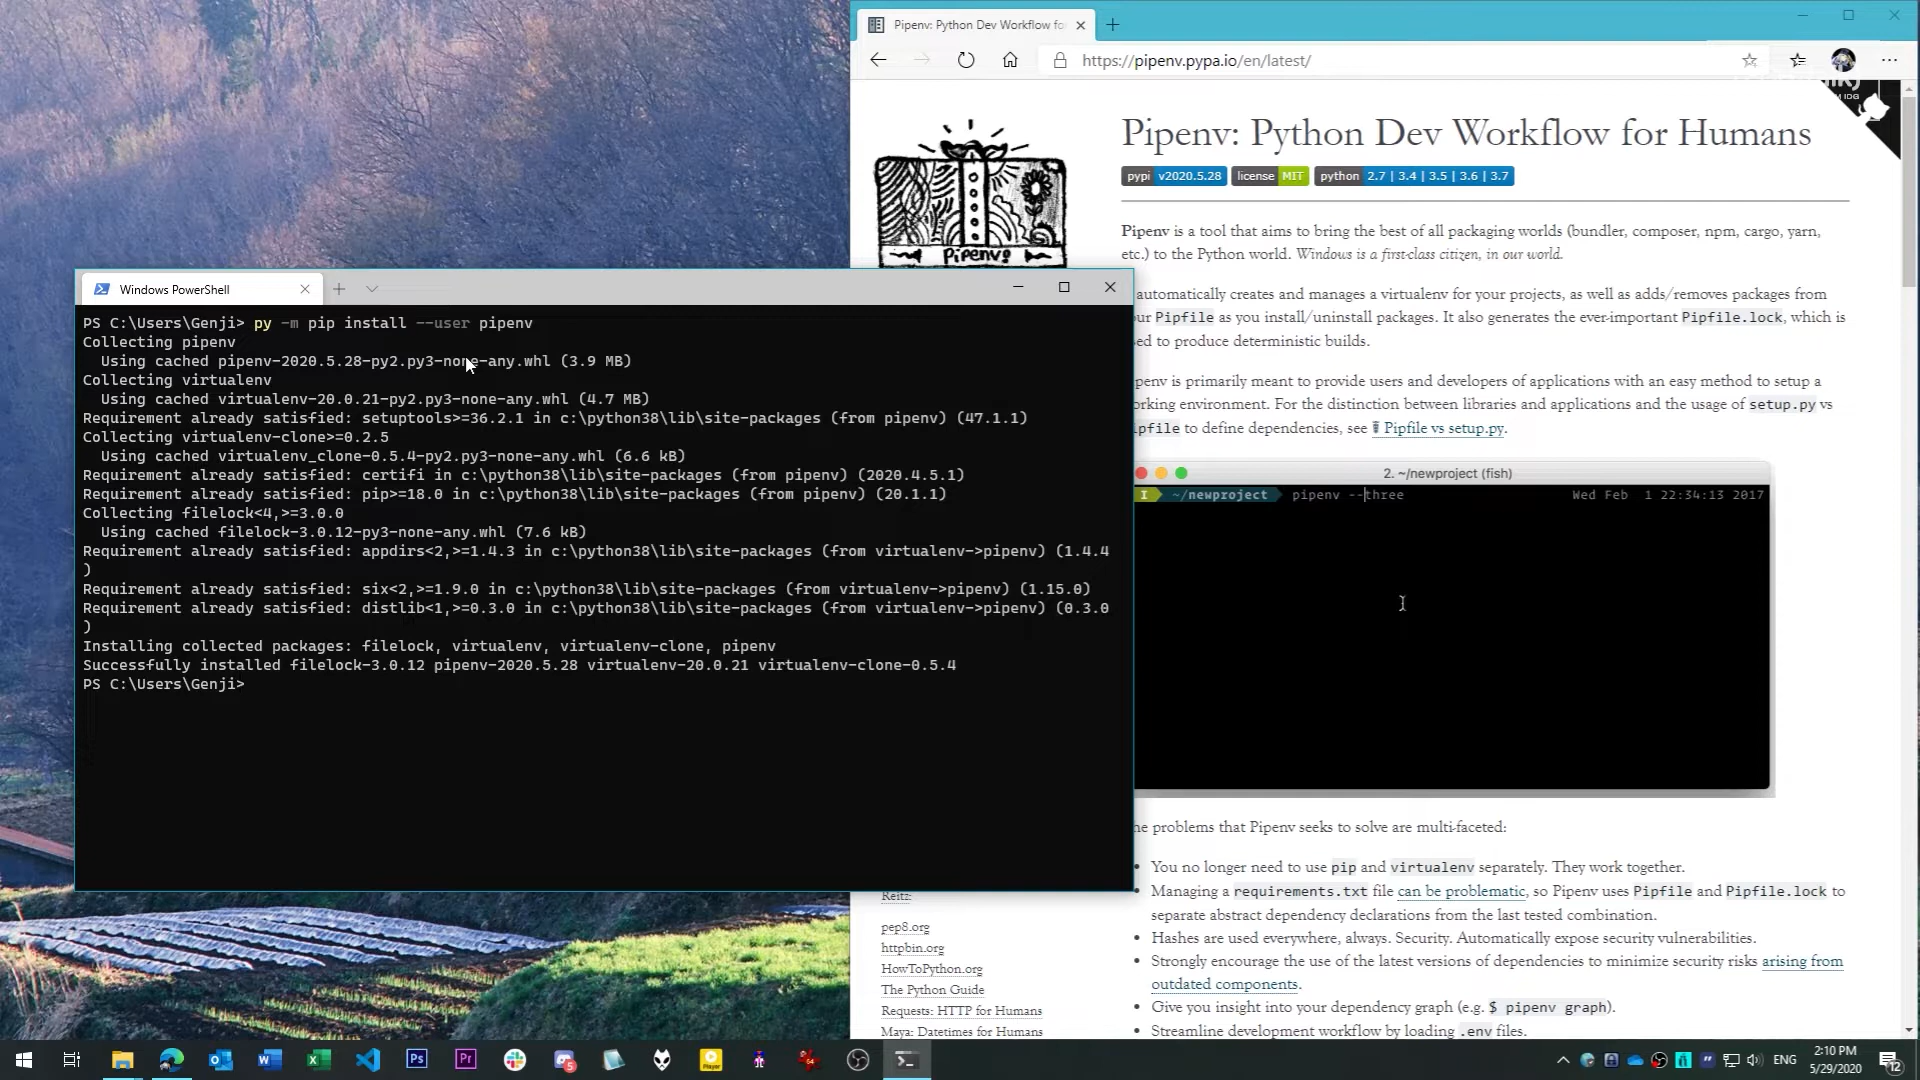 Windows PowerShell
PS C:\Users\Genji> py -m pip install --user pipenv
Collecting pipenv
Using cached pipenv-2020.5.28-py2.py3-none-any.whl (3.9 MB)
Collecting virtualenv
Using cached virtualenv-20.0.21-py2.py3-none-any.whl (4.7 MB)
Requirement already satisfied: setuptools>=36.2.1 in c:\python38\lib\site-packages (from pipenv) (47.1.1)
Collecting virtualenv-clone>=0.2.5
Using cached virtualenv_clone-0.5.4-py2.py3-none-any.whl (6.6 kB)
Requirement already satisfied: certifi in c:\python38\lib\site-packages (from pipenv) (2020.4.5.1)
Requirement already satisfied: pip>=18.0 in c:\python38\lib\site-packages (from pipenv) (20.1.1)
Collecting filelock<4,>=3.0.0
Using cached filelock-3.0.12-py3-none-any.whl (7.6 kB)
Requirement already satisfied: appdirs<2,>=1.4.3 in c:\python38\lib\site-packages (from virtualenv->pipenv) (1.4.4
)
Requirement already satisfied: six<2,>=1.9.0 in c:\python38\lib\site-packages (from virtualenv->pipenv) (1.15.0)
Requirement already satisfied: distlib<1,>=0.3.0 in c:\python38\lib\site-packages (from virtualenv->pipenv) (0.3.0
)
Installing collected packages: filelock, virtualenv, virtualenv-clone, pipenv
Successfully installed filelock-3.0.12 pipenv-2020.5.28 virtualenv-20.0.21 virtualenv-clone-0.5.4
PS C:\Users\Genji>
Pipenv: Python Dev Workflow fo
https://pipenv.pypa.io/en/latest/
IDG
Pipenv
Pipenv: Python Dev Workflow for Humans
pypi v2020.5.28 license MIT python 2.7 | 3.4 | 3.5 | 3.6 | 3.7
Pipenv is a tool that aims to bring the best of all packaging worlds (bundler, composer, npm, cargo, yarn,
etc.) to the Python world. Windows is a first-class citizen, in our world.
automatically creates and manages a virtualenv for your projects, as well as adds/removes packages from
ur Pipfile as you install/uninstall packages. It also generates the ever-important Pipfile.lock, which is
ed to produce deterministic builds.
penv is primarily meant to provide users and developers of applications with an easy method to setup a
orking environment. For the distinction between libraries and applications and the usage of setup.py vs
ipfile to define dependencies, see Pipfile vs setup.py.
2. ~/newproject (fish)
I ~/newproject pipenv --three Wed Feb 1 22:34:13 2017
he problems that Pipenv seeks to solve are multi-faceted:
You no longer need to use pip and virtualenv separately. They work together.
Managing a requirements.txt file can be problematic, so Pipenv uses Pipfile and Pipfile.lock to
separate abstract dependency declarations from the last tested combination.
Hashes are used everywhere, always. Security. Automatically expose security vulnerabilities.
Strongly encourage the use of the latest versions of dependencies to minimize security risks arising from
outdated components.
Give you insight into your dependency graph (e.g. $ pipenv graph).
Streamline development workflow by loading .env files.
Reitz:
pep8.org
httpbin.org
HowToPython.org
The Python Guide
Requests: HTTP for Humans
Maya: Datetimes for Humans
Ps
Pr
Player
ENG
2:10 PM
5/29/2020
12